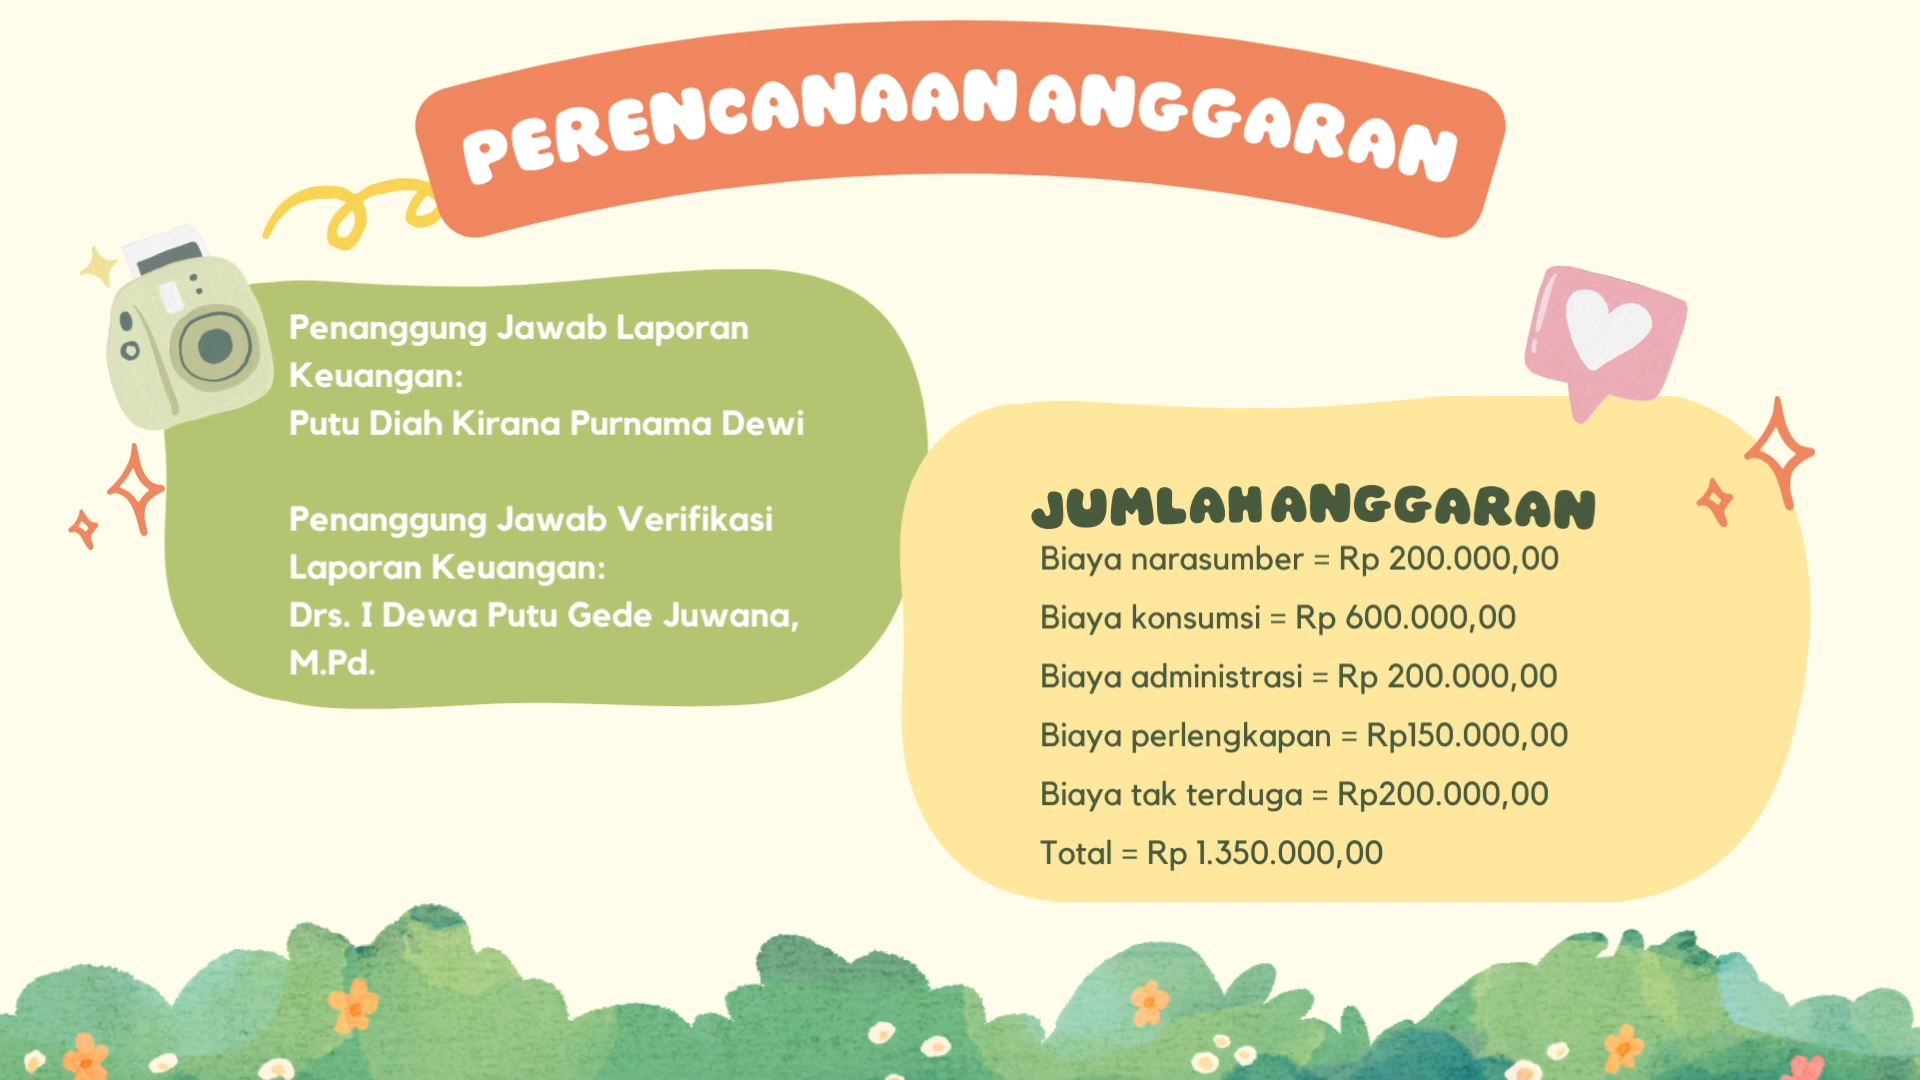 PERENCANAAN ANGGARAN
Penanggung Jawab Laporan
Keuangan:
Putu Diah Kirana Purnama Dewi
Penanggung Jawab Verifikasi
Laporan Keuangan:
Drs. I Dewa Putu Gede Juwana,
M.Pd.
JUMLAH ANGGARAN
Biaya narasumber = Rp 200.000,00
Biaya konsumsi = Rp 600.000,00
Biaya administrasi = Rp 200.000,00
Biaya perlengkapan = Rp150.000,00
Biaya tak terduga = Rp200.000,00
Total = Rp 1.350.000,00